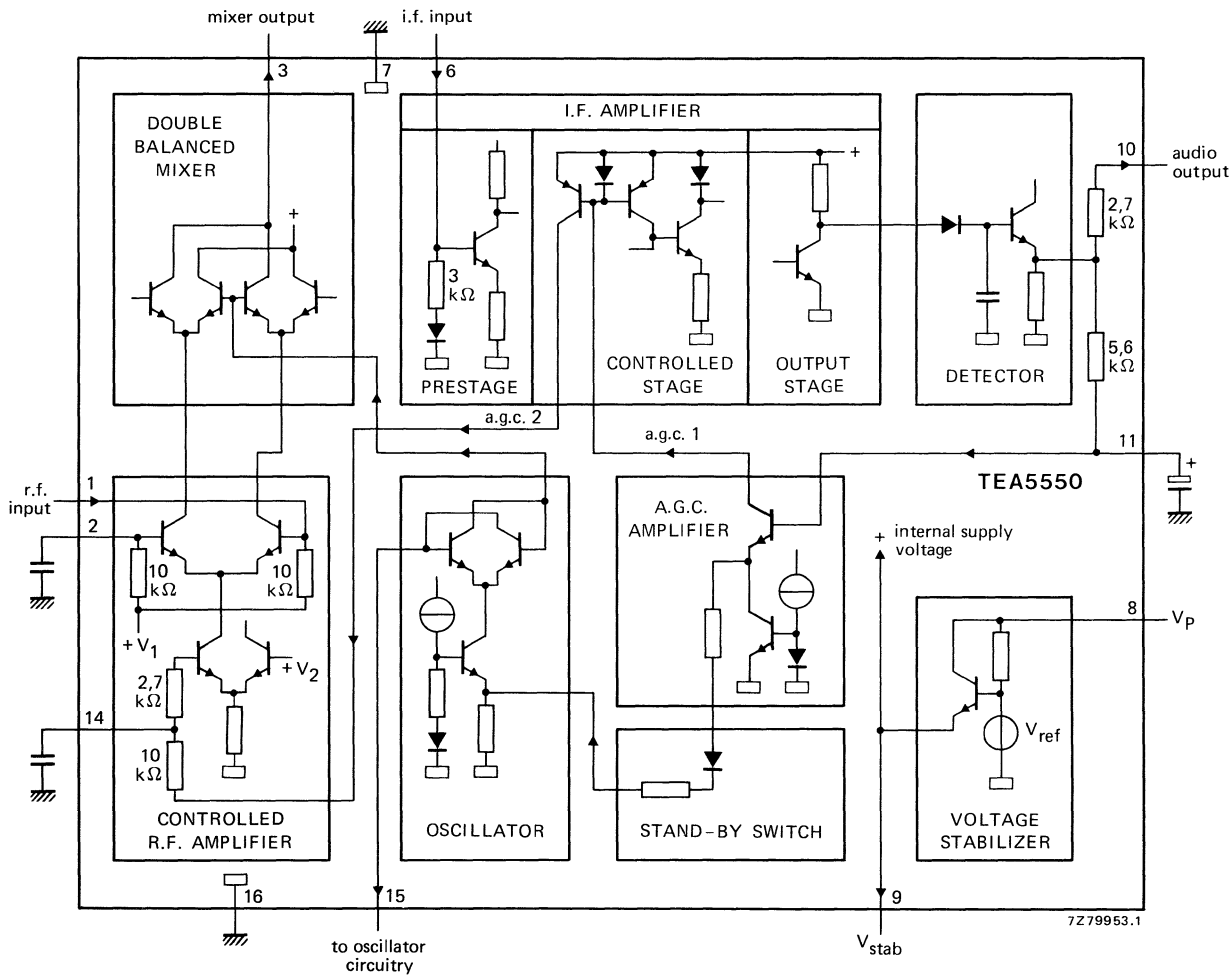 mixer output
i.f. input
3
7
6
DOUBLE
BALANCED
MIXER
+
I.F. AMPLIFIER
+
3
kΩ
PRESTAGE
CONTROLLED
STAGE
OUTPUT
STAGE
DETECTOR
10
audio
output
2,7
kΩ
5,6
kΩ
a.g.c. 2
a.g.c. 1
11
+
TEA5550
1
r.f.
input
2
10
kΩ
10
kΩ
+V1
+V2
2,7
kΩ
14
10
kΩ
CONTROLLED
R.F. AMPLIFIER
OSCILLATOR
A.G.C.
AMPLIFIER
STAND-BY SWITCH
+ internal supply
voltage
8
VP
Vref
VOLTAGE
STABILIZER
16
15
9
to oscillator
circuitry
Vstab
7Z79953.1